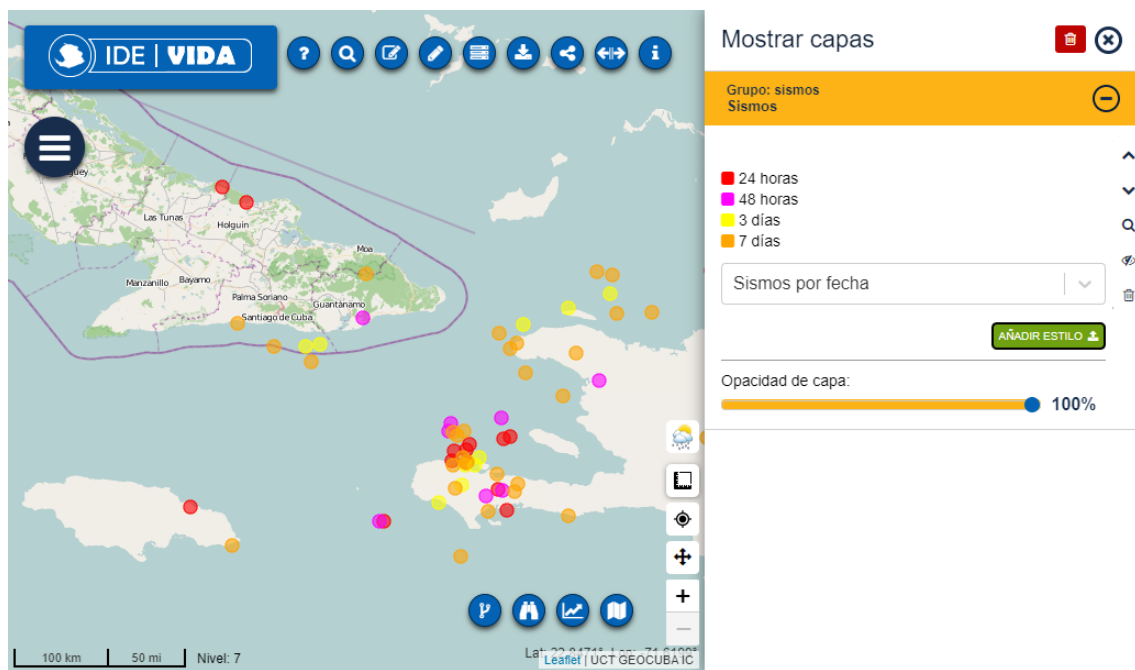 IDE | VIDA
?
i
Mostrar capas
Grupo: sismos
Sismos
24 horas
48 horas
3 días
7 días
Sismos por fecha
AÑADIR ESTILO
Opacidad de capa:
100%
guey
Las Tunas
Holguín
Moa
Manzanillo
Bayamo
Palma Soriano
Guantánamo
Santiago de Cuba
+
−
100 km
50 mi
Nivel: 7
Leaflet | UCT GEOCUBA IC